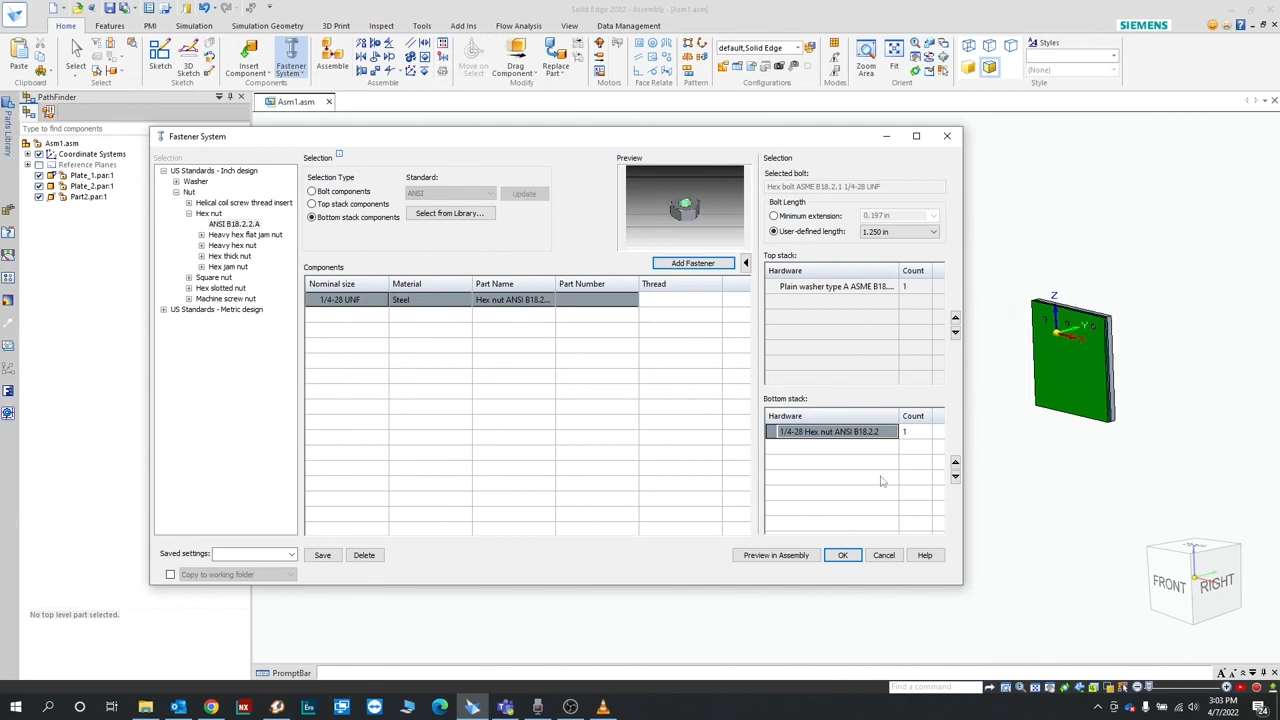 Solid Edge 2022 - Assembly - [Asm1.asm]
Home
Features
PMI
Simulation
Simulation Geometry
3D Print
Inspect
Tools
Add Ins
Flow Analysis
View
Data Management
SIEMENS
Paste
Select
Sketch
3D Sketch
Insert Component
Fastener System
Assemble
Move on Select
Drag Component
Replace Part
default,Solid Edge
Zoom Area
Fit
Styles
(None)
Clipboard
Select
Sketch
Assemble
Modify
Face Relate
Motors
Pattern
Configurations
Modes
Orient
Style
Parts Library
PathFinder
Type to find components
Asm1.asm
Coordinate Systems
Reference Planes
Plate_1.par:1
Plate_2.par:1
Part2.par:1
No top level part selected.
Asm1.asm
Fastener System
Selection
US Standards - Inch design
Washer
Nut
Helical coil screw thread insert
Hex nut
ANSI B18.2.2.A
Heavy hex flat jam nut
Heavy hex nut
Hex thick nut
Hex jam nut
Square nut
Hex slotted nut
Machine screw nut
US Standards - Metric design
Selection
Selection Type
Bolt components
Top stack components
Bottom stack components
Standard:
ANSI
Update
Select from Library...
Preview
Add Fastener
Components
Nominal size
Material
Part Name
Part Number
Thread
1/4-28 UNF
Steel
Hex nut ANSI B18.2...
Selection
Selected bolt:
Hex bolt ASME B18.2.1 1/4-28 UNF
Bolt Length
Minimum extension:
0.197 in
User-defined length:
1.250 in
Top stack:
Hardware
Count
Plain washer type A ASME B18....
1
Bottom stack:
Hardware
Count
1/4-28 Hex nut ANSI B18.2.2
1
Saved settings:
Save
Delete
Copy to working folder
Preview in Assembly
OK
Cancel
Help
Z
Y
X
FRONT
RIGHT
PromptBar
Find a command
3:03 PM
4/7/2022
24